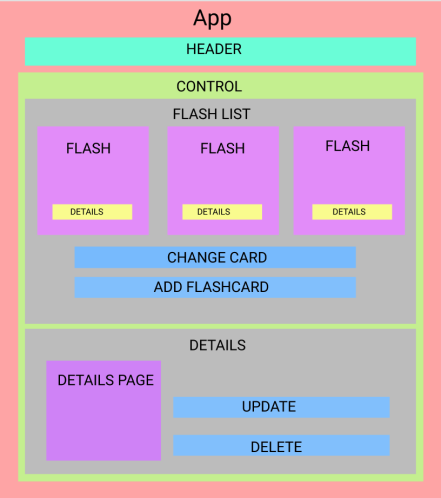 App
HEADER
CONTROL
FLASH LIST
FLASH
FLASH
FLASH
DETAILS
DETAILS
DETAILS
CHANGE CARD
ADD FLASHCARD
DETAILS
DETAILS PAGE
UPDATE
DELETE